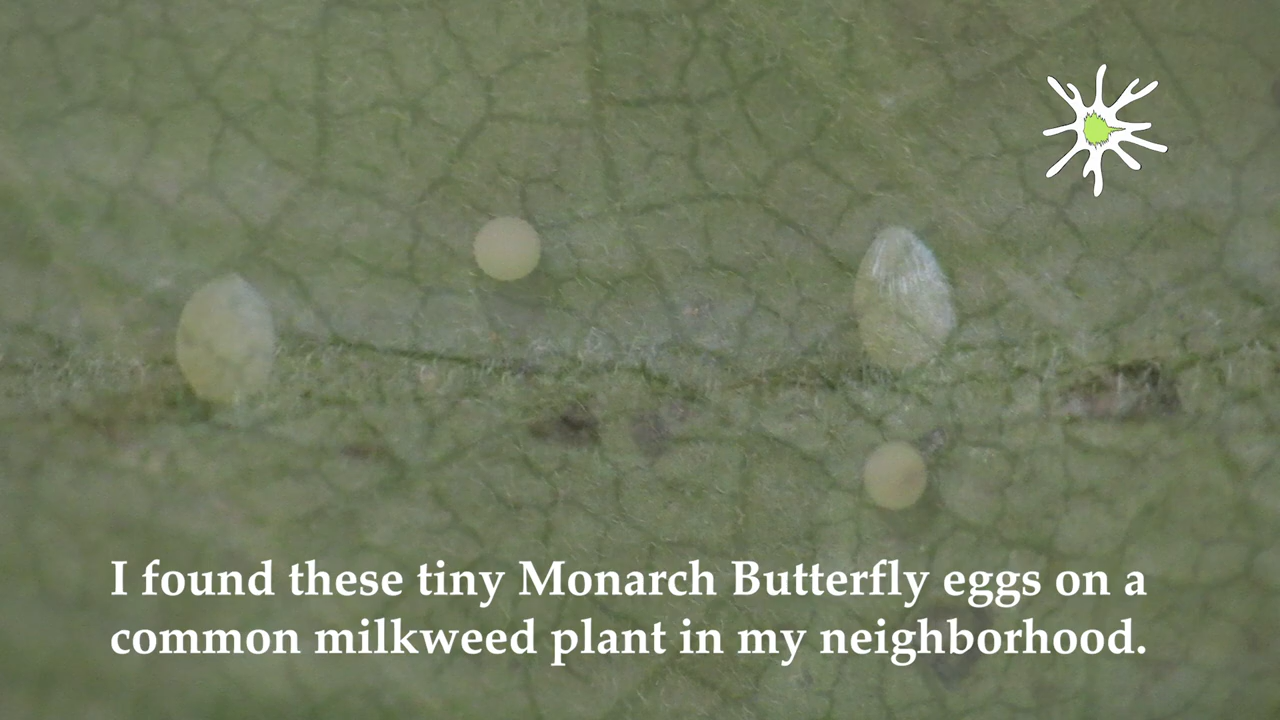 I found these tiny Monarch Butterfly eggs on a
common milkweed plant in my neighborhood.